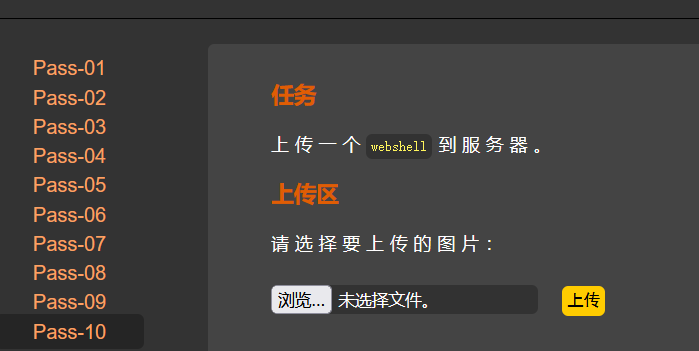 Pass-01
Pass-02
Pass-03
Pass-04
Pass-05
Pass-06
Pass-07
Pass-08
Pass-09
Pass-10
任务
上传一个 webshell 到服务器。
上传区
请选择要上传的图片：
浏览... 未选择文件。 上传